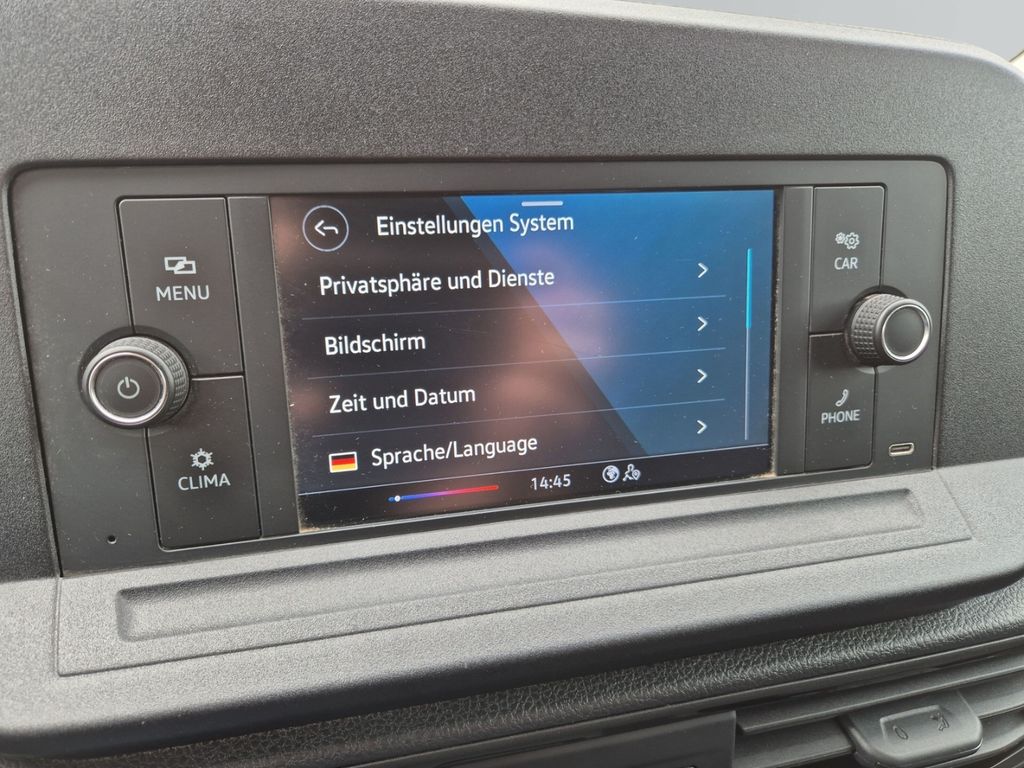 Einstellungen System
Privatsphäre und Dienste
Bildschirm
Zeit und Datum
Sprache/Language
14:45
MENU
CLIMA
CAR
PHONE